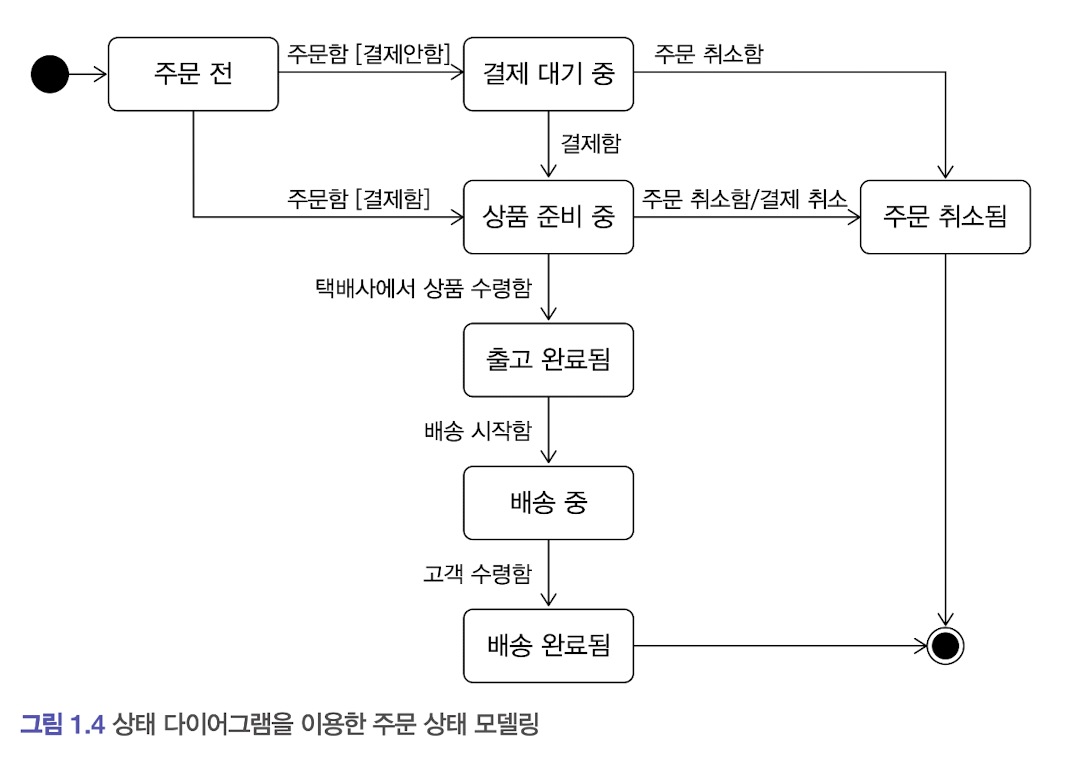 주문 전
주문함 [결제안함]
결제 대기 중
주문 취소함
결제함
주문함 [결제함]
상품 준비 중
주문 취소함/결제 취소
주문 취소됨
택배사에서 상품 수령함
출고 완료됨
배송 시작함
배송 중
고객 수령함
배송 완료됨
그림 1.4 상태 다이어그램을 이용한 주문 상태 모델링